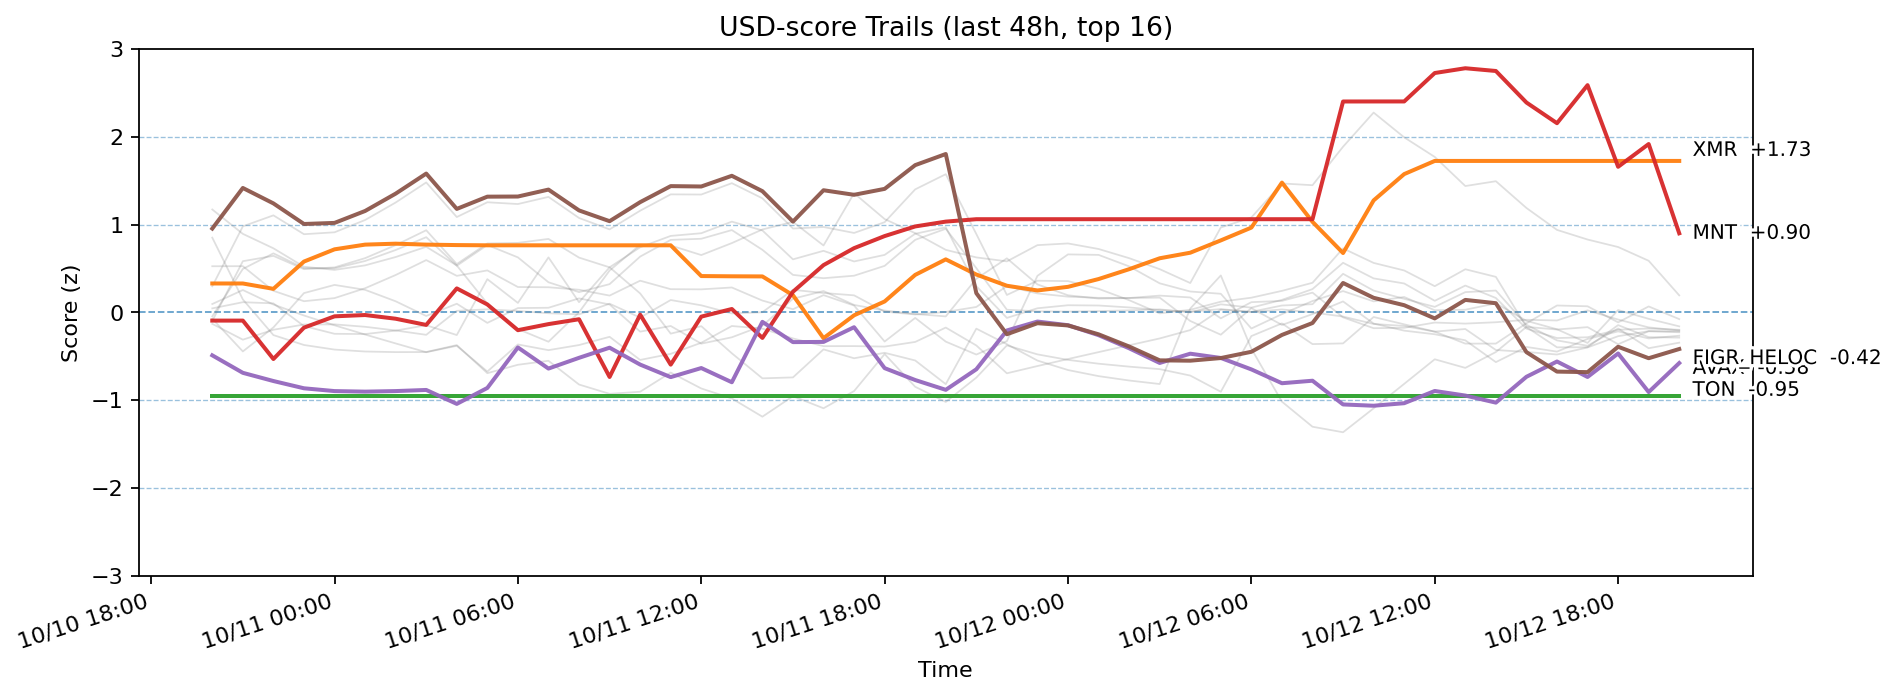 USD-score Trails (last 48h, top 16)
Score (z)
3
2
1
0
−1
−2
−3
XMR +1.73
MNT +0.90
FIGR_HELOC -0.42
AVAX -0.58
TON -0.95
10/10 18:00
10/11 00:00
10/11 06:00
10/11 12:00
10/11 18:00
10/12 00:00
10/12 06:00
10/12 12:00
10/12 18:00
Time